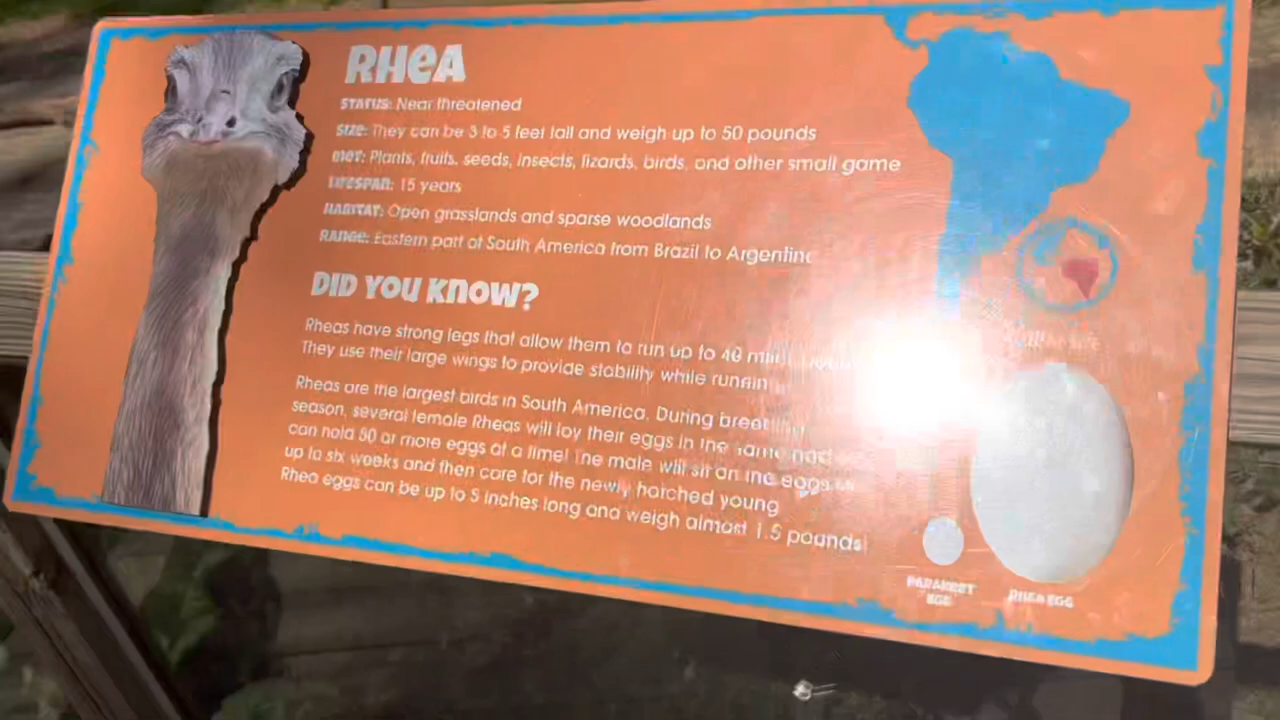 RHEA
STATUS: Near threatened
SIZE: They can be 3 to 5 feet tall and weigh up to 50 pounds
DIET: Plants, fruits, seeds, insects, lizards, birds, and other small game
LIFESPAN: 15 years
HABITAT: Open grasslands and sparse woodlands
RANGE: Eastern part of South America from Brazil to Argentina
DID YOU KNOW?
Rheas have strong legs that allow them to run up to 40
They use their large wings to provide stability while
Rheas are the largest birds in South America. During
season, several female Rheas will lay their eggs in the same
can hold 50 or more eggs at a time! The male will sit on the eggs
up to six weeks and then care for the newly hatched young
Rhea eggs can be up to 5 inches long and weigh almost 1.5 pounds!
PARAKEET
EGG
RHEA EGG